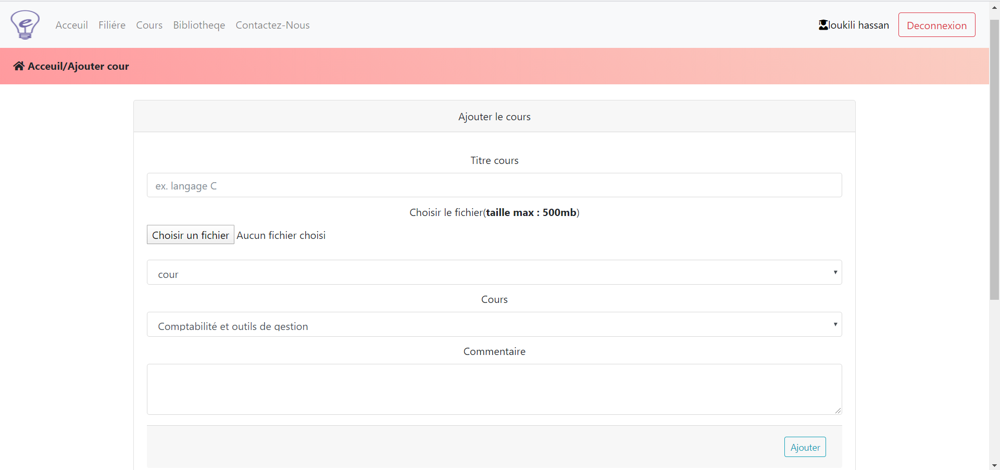 e
Acceuil Filiére Cours Bibliotheqe Contactez-Nous loukili hassan Deconnexion
Acceuil/Ajouter cour
Ajouter le cours
Titre cours
ex. langage C
Choisir le fichier(taille max : 500mb)
Choisir un fichier Aucun fichier choisi
cour
Cours
Comptabilité et outils de gestion
Commentaire
Ajouter